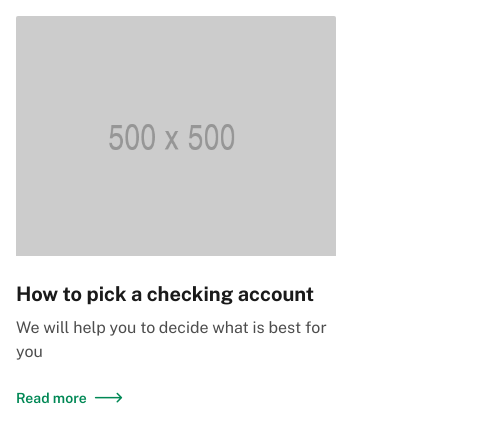 500 x 500
How to pick a checking account
We will help you to decide what is best for
you
Read more